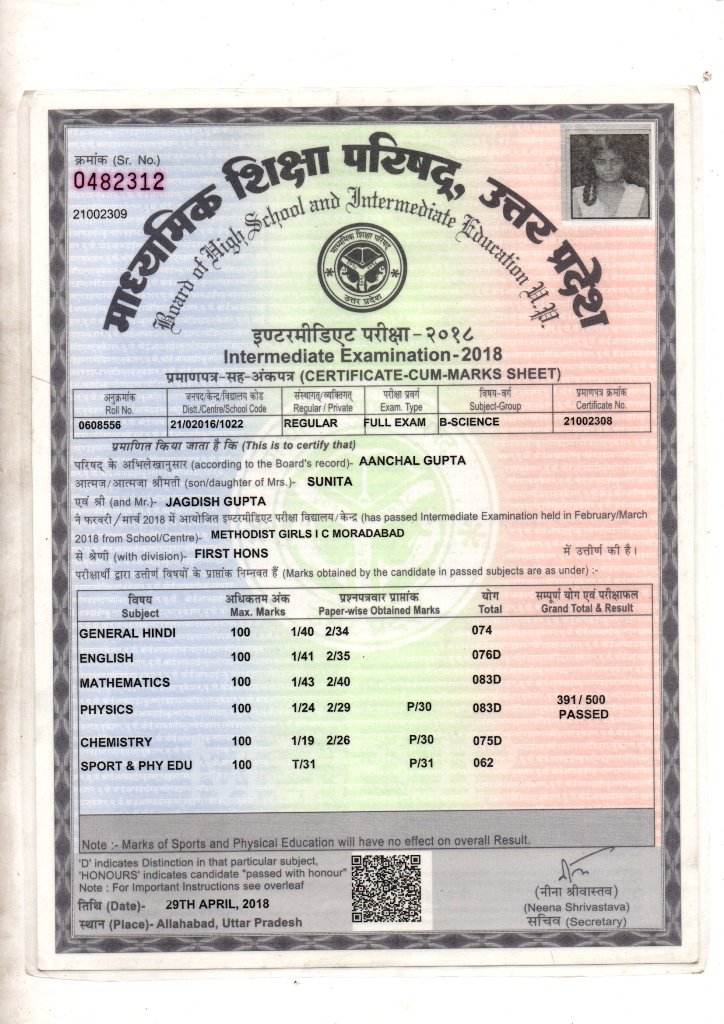 क्रमांक (Sr. No.)
0482312
21002309
माध्यमिक शिक्षा परिषद्, उत्तर प्रदेश
Board of High School and Intermediate Education U.P.
माध्यमिक शिक्षा परिषद
उत्तर प्रदेश
इण्टरमीडिएट परीक्षा-२०१८
Intermediate Examination-2018
प्रमाणपत्र-सह-अंकपत्र (CERTIFICATE-CUM-MARKS SHEET)
अनुक्रमांक जनपद/केन्द्र/विद्यालय कोड संस्थागत/व्यक्तिगत परीक्षा प्रवर्ग विषय-वर्ग प्रमाणपत्र क्रमांक
Roll No. Distt./Centre/School Code Regular / Private Exam. Type Subject-Group Certificate No.
0608556 21/02016/1022 REGULAR FULL EXAM B-SCIENCE 21002308
प्रमाणित किया जाता है कि (This is to certify that)
परिषद् के अभिलेखानुसार (according to the Board's record)- AANCHAL GUPTA
आत्मज/आत्मजा श्रीमती (son/daughter of Mrs.)- SUNITA
एवं श्री (and Mr.)- JAGDISH GUPTA
ने फरवरी/मार्च 2018 में आयोजित इण्टरमीडिएट परीक्षा विद्यालय/केन्द्र (has passed Intermediate Examination held in February/March
2018 from School/Centre)- METHODIST GIRLS I C MORADABAD
से श्रेणी (with division)- FIRST HONS में उत्तीर्ण की है।
परीक्षार्थी द्वारा उत्तीर्ण विषयों के प्राप्तांक निम्नवत हैं (Marks obtained by the candidate in passed subjects are as under) :-
विषय अधिकतम अंक प्रश्नपत्रवार प्राप्तांक योग सम्पूर्ण योग एवं परीक्षाफल
Subject Max. Marks Paper-wise Obtained Marks Total Grand Total & Result
GENERAL HINDI 100 1/40 2/34 074
ENGLISH 100 1/41 2/35 076D
MATHEMATICS 100 1/43 2/40 083D
PHYSICS 100 1/24 2/29 P/30 083D 391/500
PASSED
CHEMISTRY 100 1/19 2/26 P/30 075D
SPORT & PHY EDU 100 T/31 P/31 062
Note :- Marks of Sports and Physical Education will have no effect on overall Result.
'D' indicates Distinction in that particular subject,
'HONOURS' indicates candidate "passed with honour"
Note : For Important Instructions see overleaf
तिथि (Date)- 29TH APRIL, 2018
स्थान (Place)- Allahabad, Uttar Pradesh
(नीना श्रीवास्तव)
(Neena Shrivastava)
सचिव (Secretary)